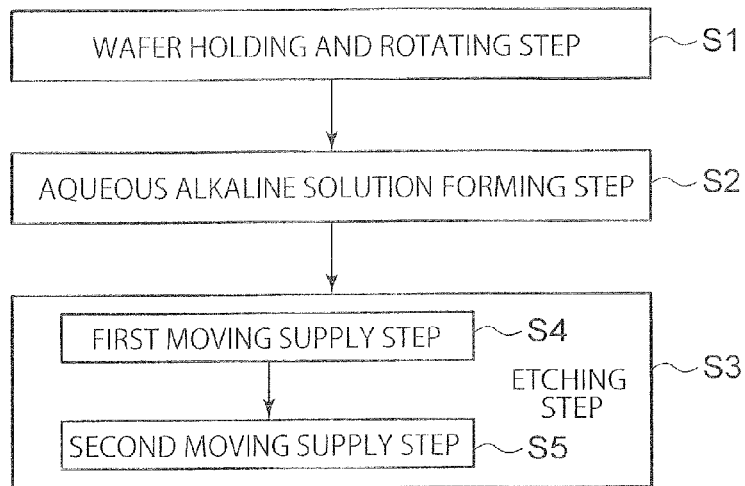 WAFER HOLDING AND ROTATING STEP
S1
AQUEOUS ALKALINE SOLUTION FORMING STEP
S2
FIRST MOVING SUPPLY STEP
S4
ETCHING
STEP
S3
SECOND MOVING SUPPLY STEP
S5